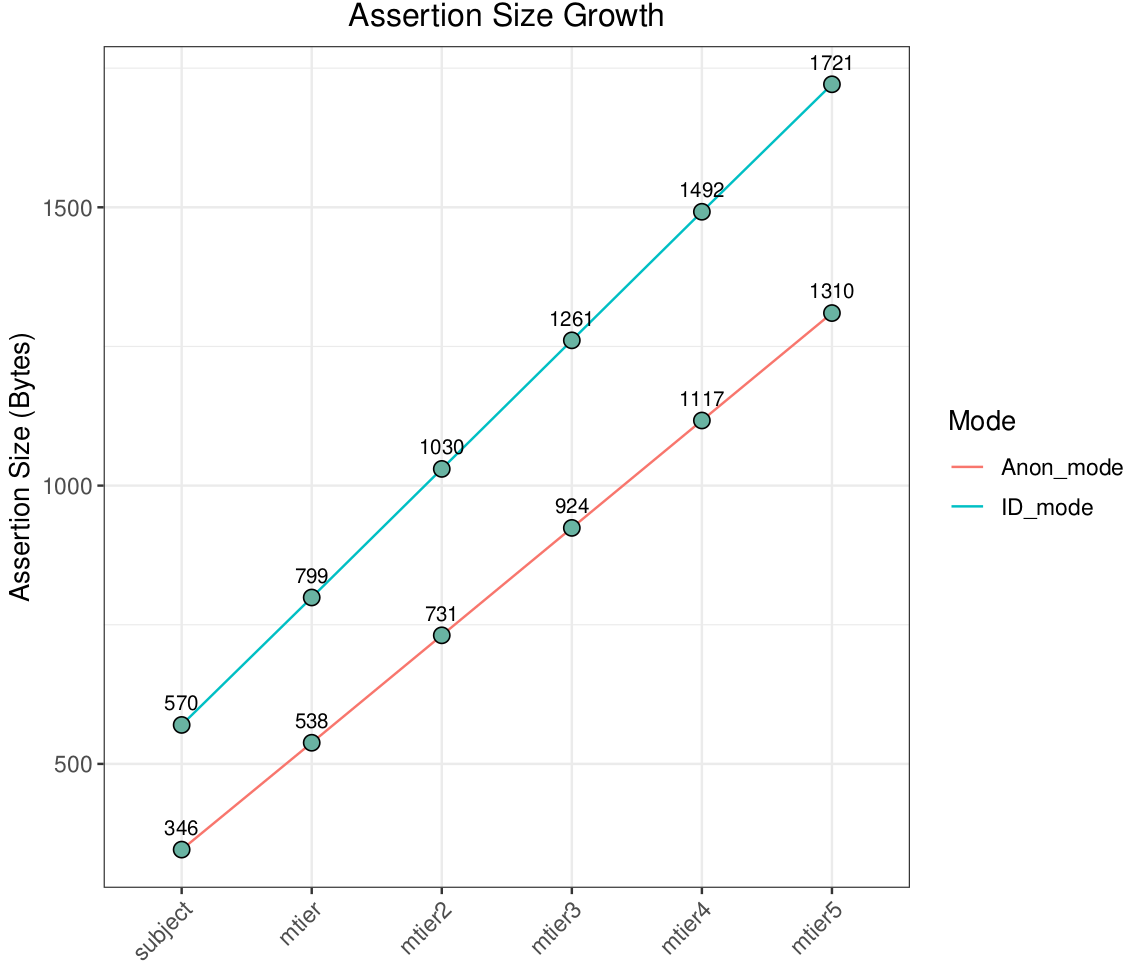 Assertion Size Growth
Assertion Size (Bytes)
1500
1000
500
1721
1492
1310
1261
1117
1030
924
799
731
570
538
346
subject
mtier
mtier2
mtier3
mtier4
mtier5
Mode
Anon_mode
ID_mode